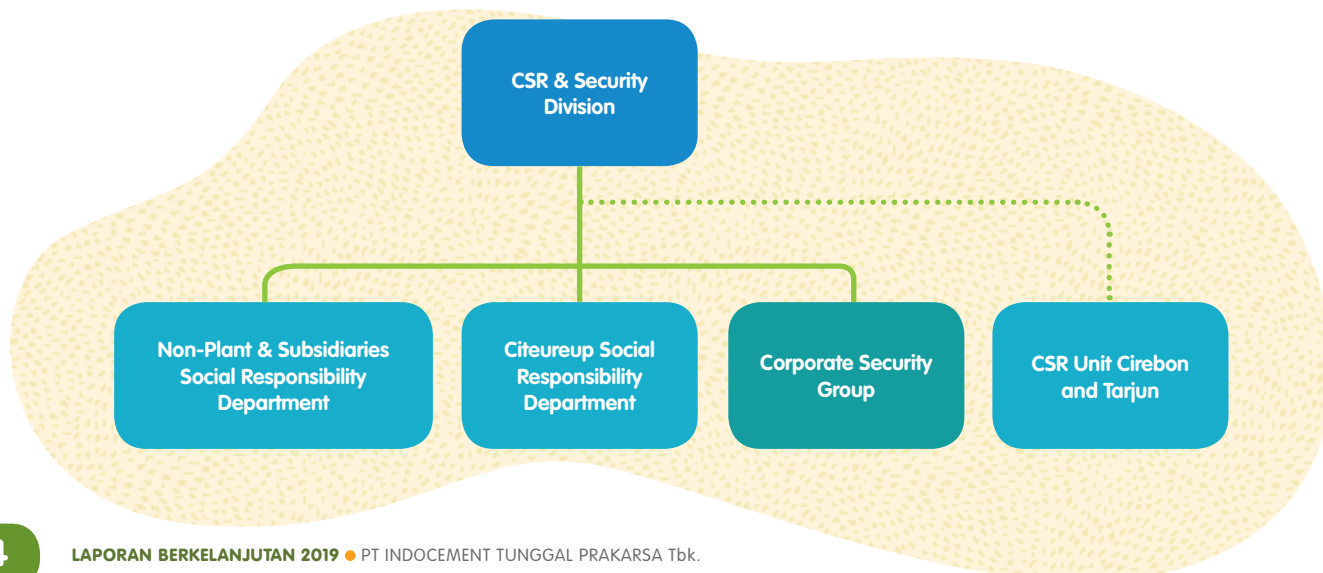 CSR & Security
Division
Non-Plant & Subsidiaries
Social Responsibility
Department
Citeureup Social
Responsibility
Department
Corporate Security
Group
CSR Unit Cirebon
and Tarjun
LAPORAN BERKELANJUTAN 2019 ● PT INDOCEMENT TUNGGAL PRAKARSA Tbk.